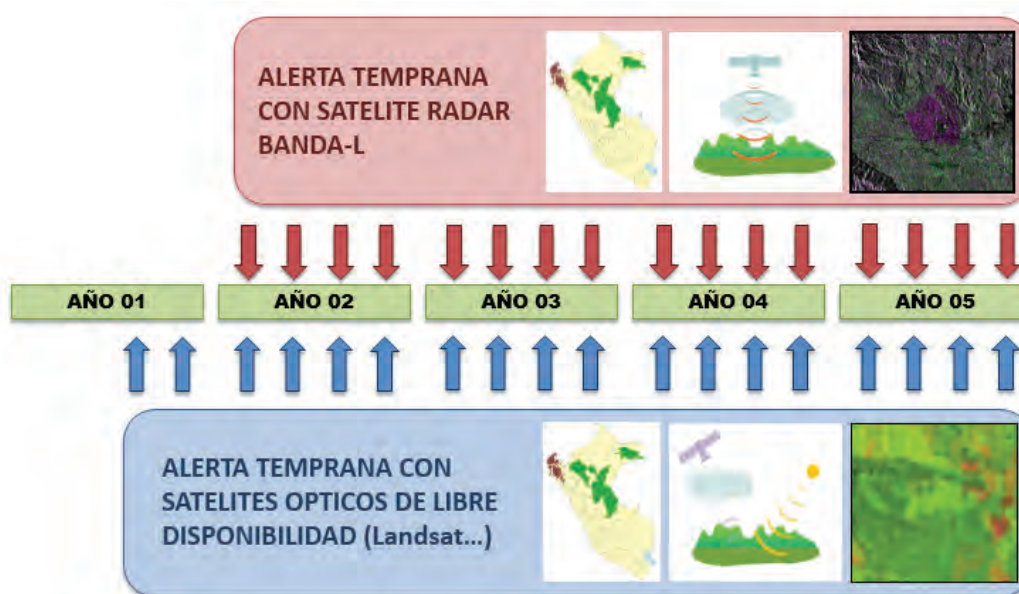 ALERTA TEMPRANA
CON SATELITE RADAR
BANDA-L
AÑO 01
AÑO 02
AÑO 03
AÑO 04
AÑO 05
ALERTA TEMPRANA CON
SATELITES OPTICOS DE LIBRE
DISPONIBILIDAD (Landsat...)